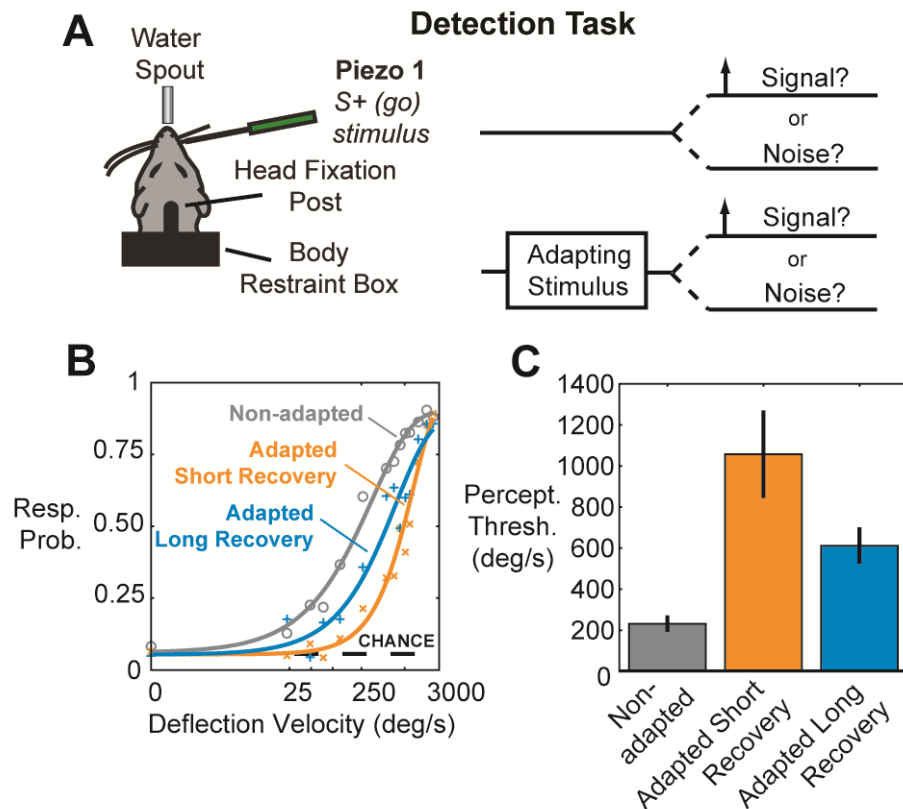 A
Detection Task
Water
Spout
Piezo 1
S+ (go)
stimulus
Head Fixation
Post
Body
Restraint Box
Signal?
or
Noise?
Adapting
Stimulus
Signal?
or
Noise?
B
1
0.75
0.50
0.25
0
Resp.
Prob.
Non-adapted
Adapted
Short Recovery
Adapted
Long Recovery
CHANCE
0
25
250
3000
Deflection Velocity (deg/s)
C
1400
1200
1000
800
600
400
200
0
Percept.
Thresh.
(deg/s)
Non-
adapted
Adapted Short
Recovery
Adapted Long
Recovery